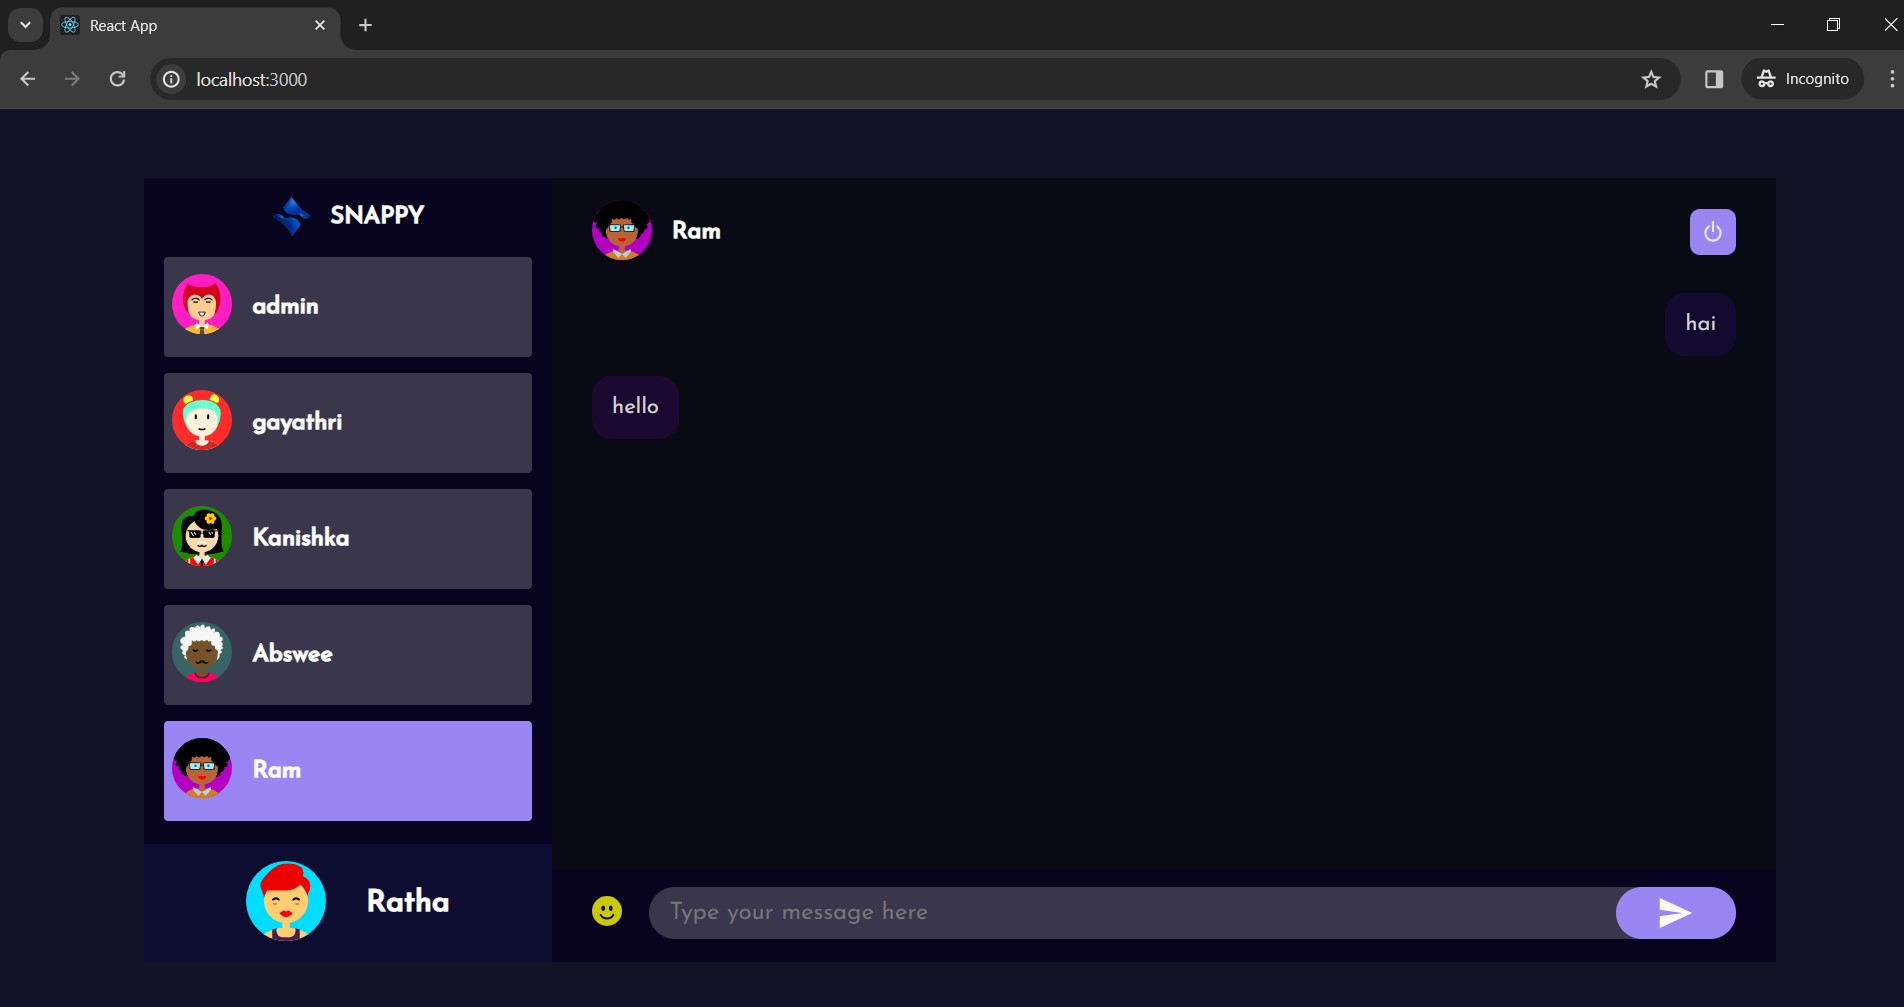 React App
localhost:3000
Incognito
SNAPPY
admin
gayathri
Kanishka
Abswee
Ram
Ratha
Ram
hai
hello
Type your message here